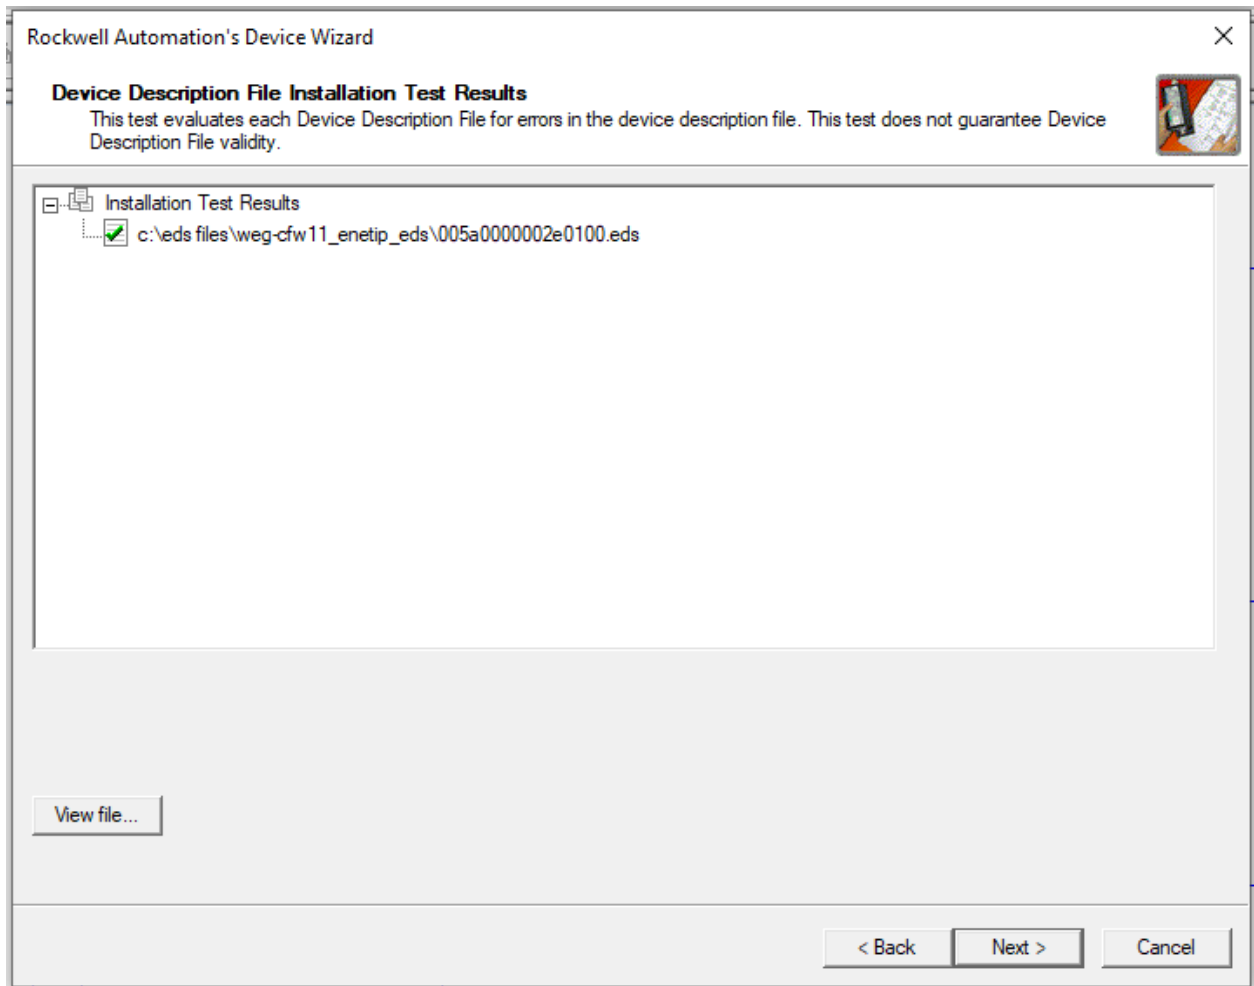 Rockwell Automation's Device Wizard
Device Description File Installation Test Results
This test evaluates each Device Description File for errors in the device description file. This test does not guarantee Device
Description File validity.
Installation Test Results
c:\eds files\weg-cfw11_enetip_eds\005a0000002e0100.eds
View file...
< Back
Next >
Cancel